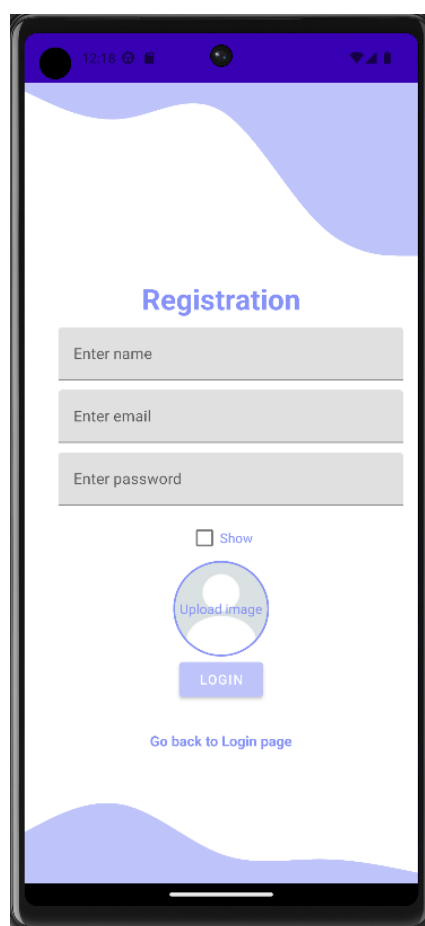 12:18
Registration
Enter name
Enter email
Enter password
Show
Upload image
LOGIN
Go back to Login page